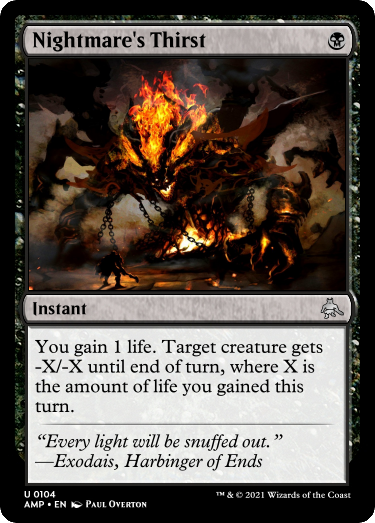 Nightmare's Thirst
Instant
You gain 1 life. Target creature gets
-X/-X until end of turn, where X is
the amount of life you gained this
turn.
“Every light will be snuffed out.”
—Exodais, Harbinger of Ends
U 0104
AMP • EN Paul Overton
™ & © 2021 Wizards of the Coast